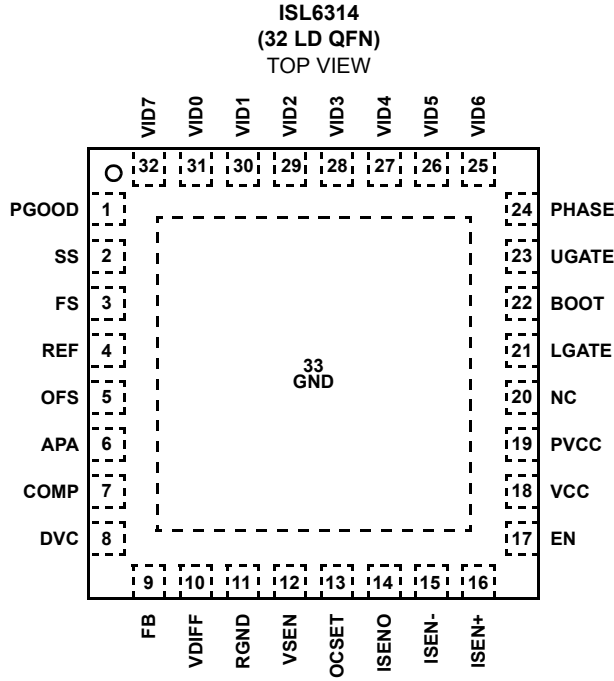 ISL6314
(32 LD QFN)
TOP VIEW
VID7 VID0 VID1 VID2 VID3 VID4 VID5 VID6
32 31 30 29 28 27 26 25
PGOOD 1 24 PHASE
SS 2 23 UGATE
FS 3 22 BOOT
REF 4 21 LGATE
33
GND
OFS 5 20 NC
APA 6 19 PVCC
COMP 7 18 VCC
DVC 8 17 EN
9 10 11 12 13 14 15 16
FB VDIFF RGND VSEN OCSET ISENO ISEN- ISEN+